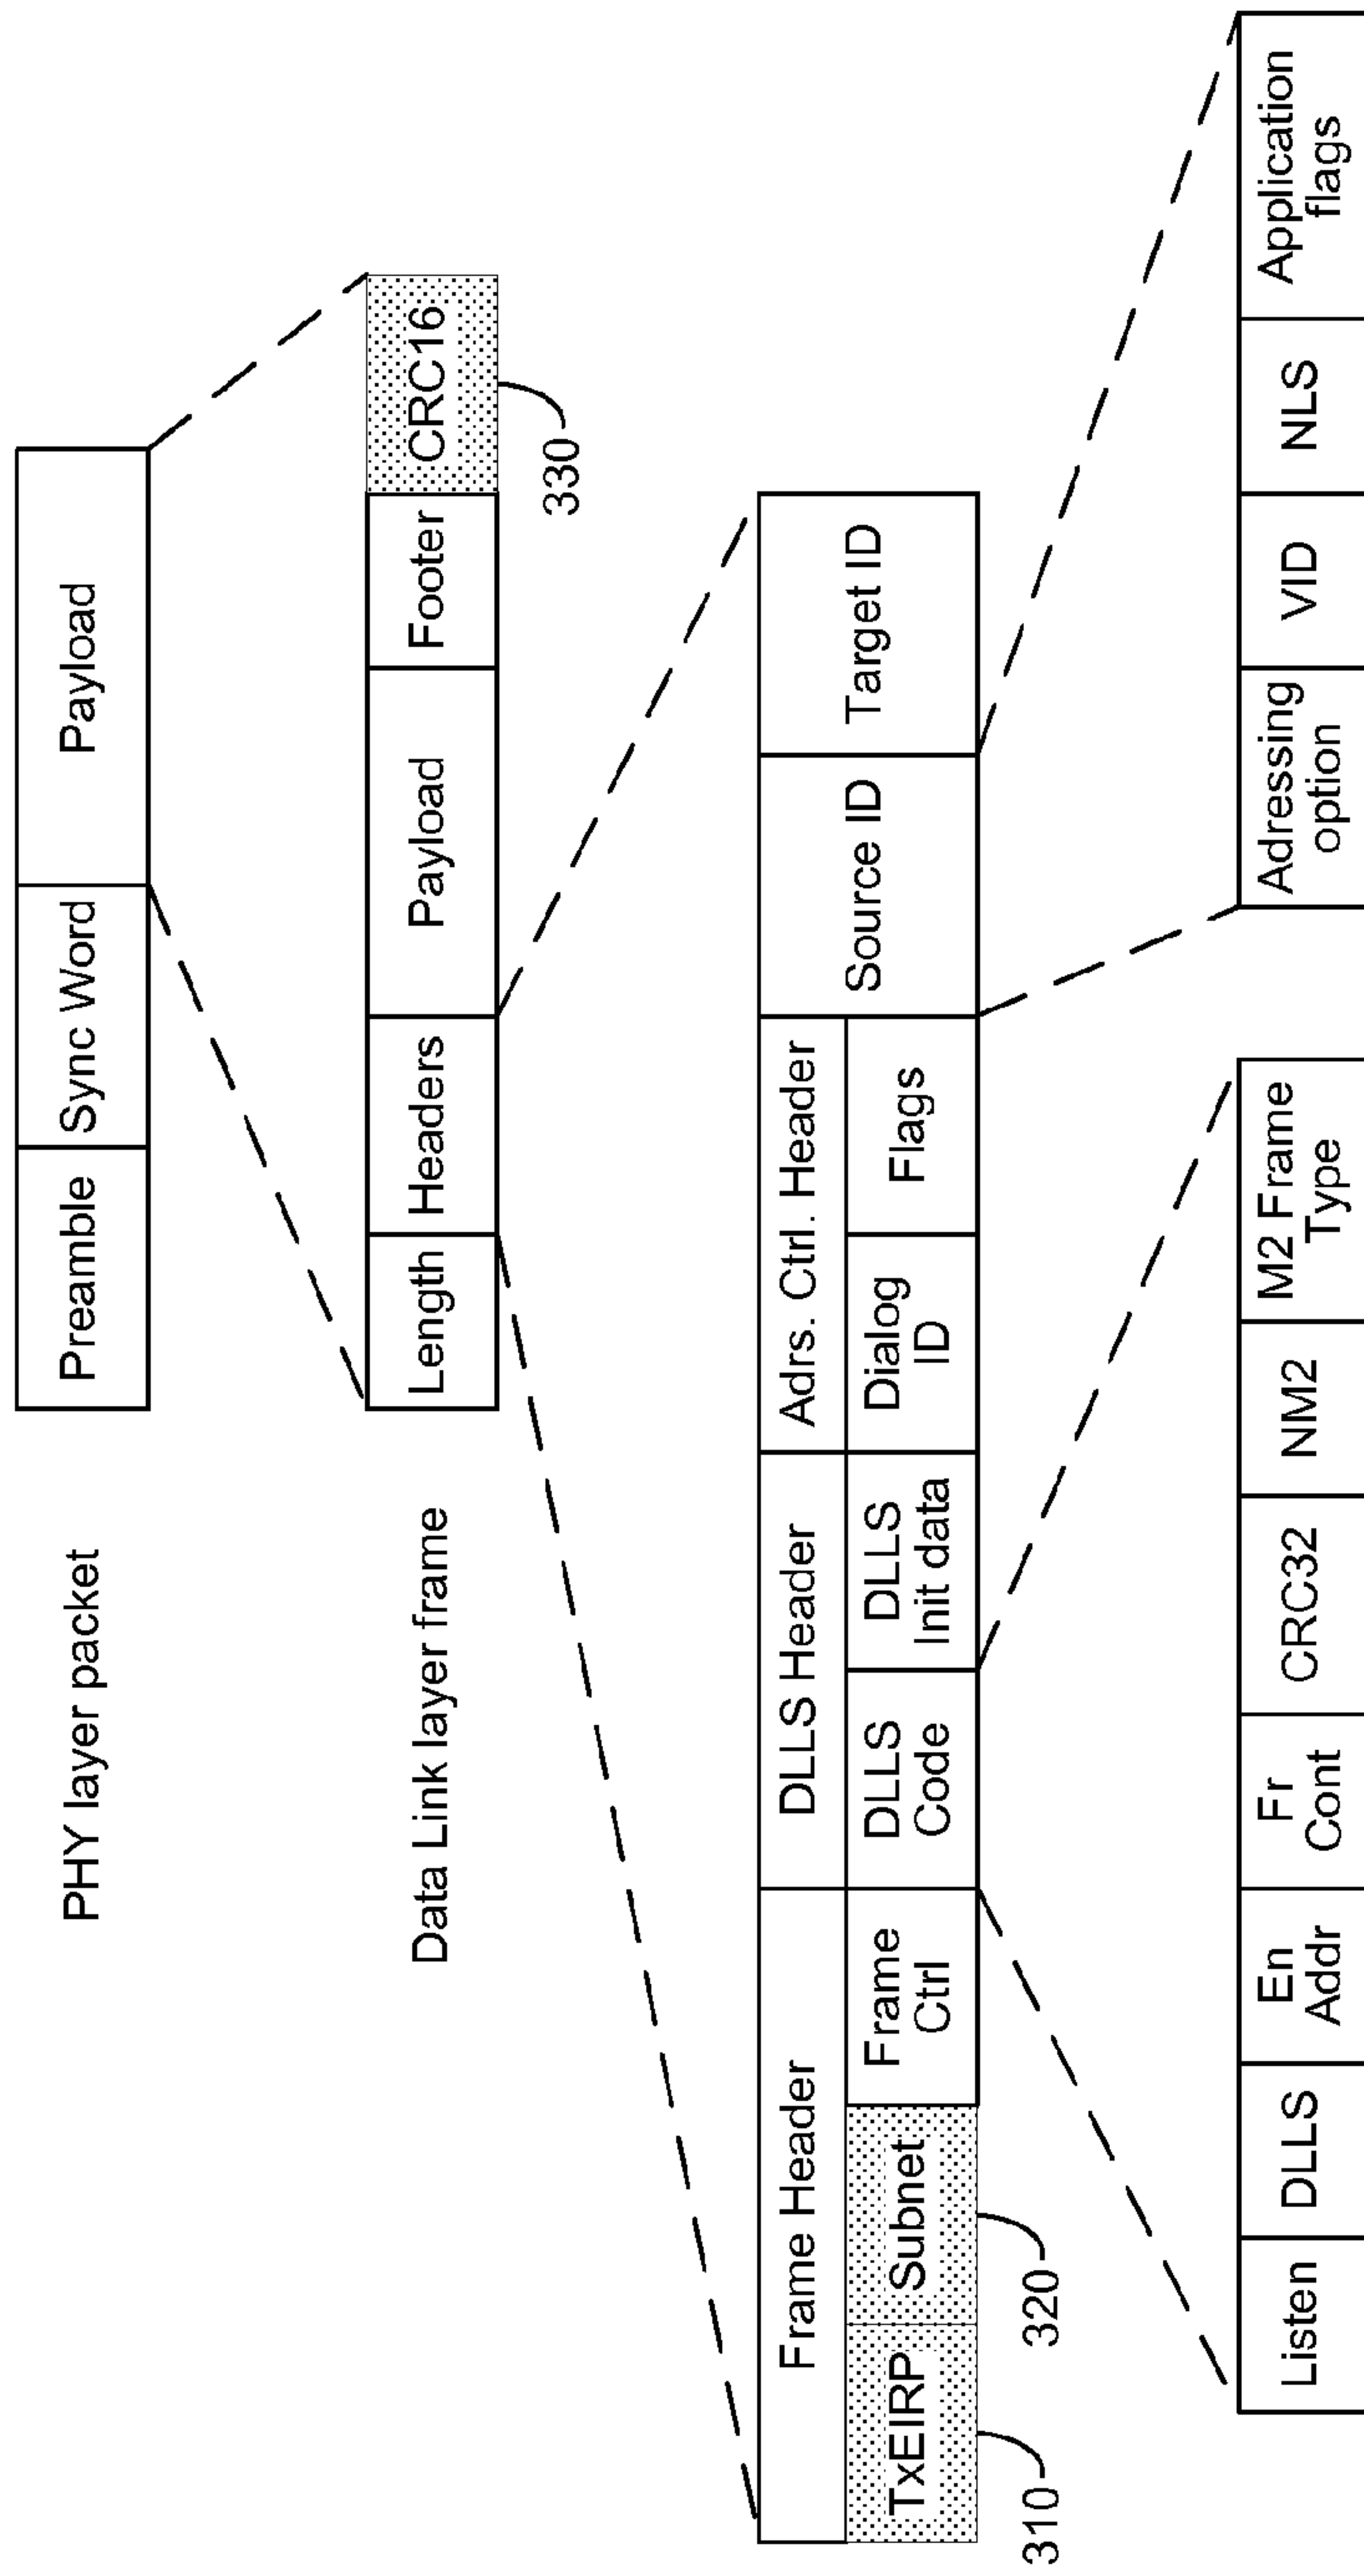 PHY layer packet
Preamble
Sync Word
Payload
Data Link layer frame
Length
Headers
Payload
Footer
CRC16
330
Frame Header
DLLS Header
Adrs. Ctrl. Header
Source ID
Target ID
TxEIRP
Subnet
Frame
Ctrl
DLLS
Code
DLLS
Init data
Dialog
ID
Flags
310
320
Listen
DLLS
En
Addr
Fr
Cont
CRC32
NM2
M2 Frame
Type
Adressing
option
VID
NLS
Application
flags